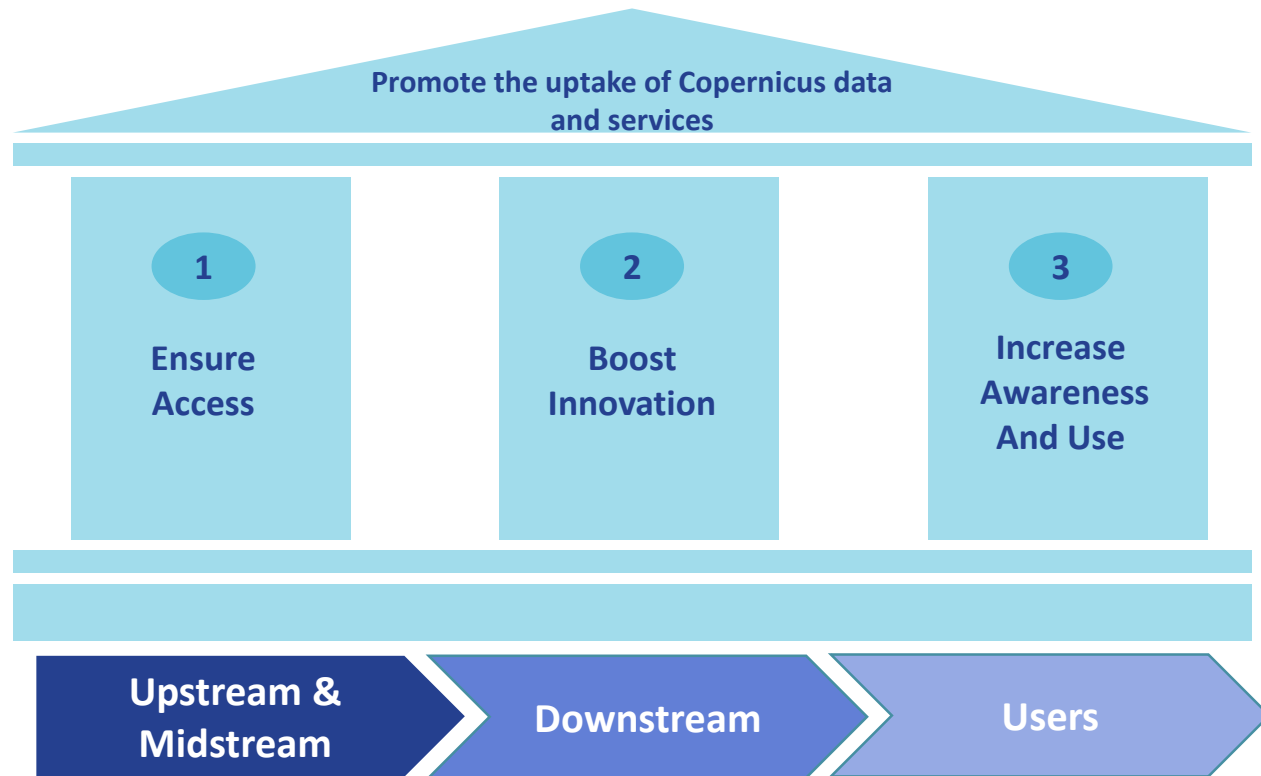 Promote the uptake of Copernicus data
and services
1
Ensure
Access
2
Boost
Innovation
3
Increase
Awareness
And Use
Upstream &
Midstream
Downstream
Users